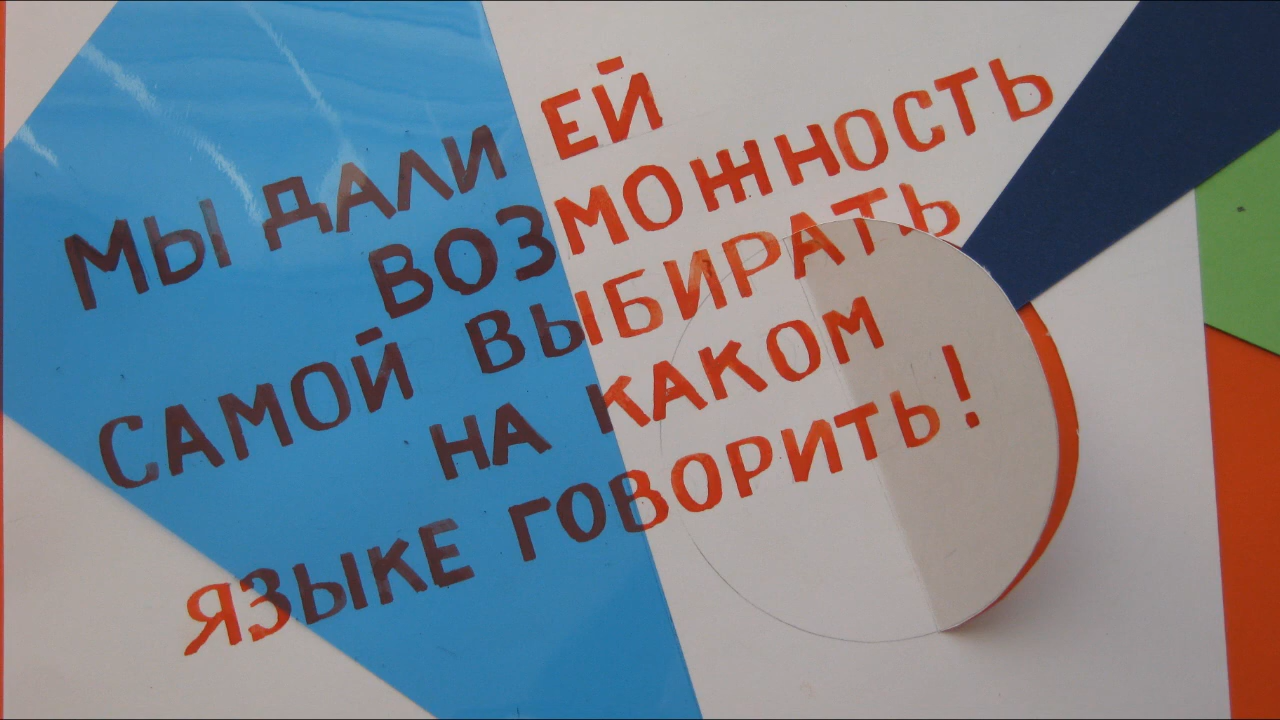 МЫ ДАЛИ ЕЙ
ВОЗМОЖНОСТЬ
САМОЙ ВЫБИРАТЬ
НА КАКОМ
ЯЗЫКЕ ГОВОРИТЬ!